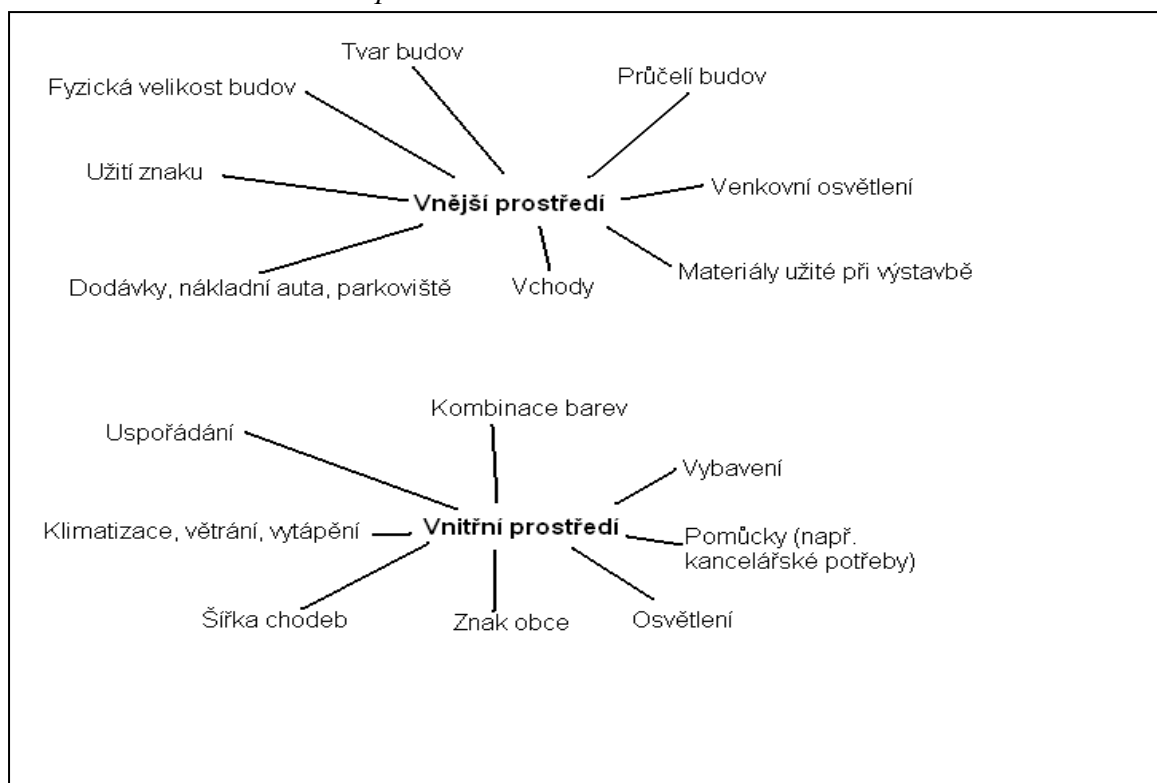 Tvar budov
Průčelí budov
Fyzická velikost budov
Užití znaku
Venkovní osvětlení
Vnější prostředí
Materiály užité při výstavbě
Dodávky, nákladní auta, parkoviště
Vchody
Kombinace barev
Uspořádání
Vybavení
Klimatizace, větrání, vytápění
Vnitřní prostředí
Pomůcky (např.
kancelářské potřeby)
Šířka chodeb
Znak obce
Osvětlení